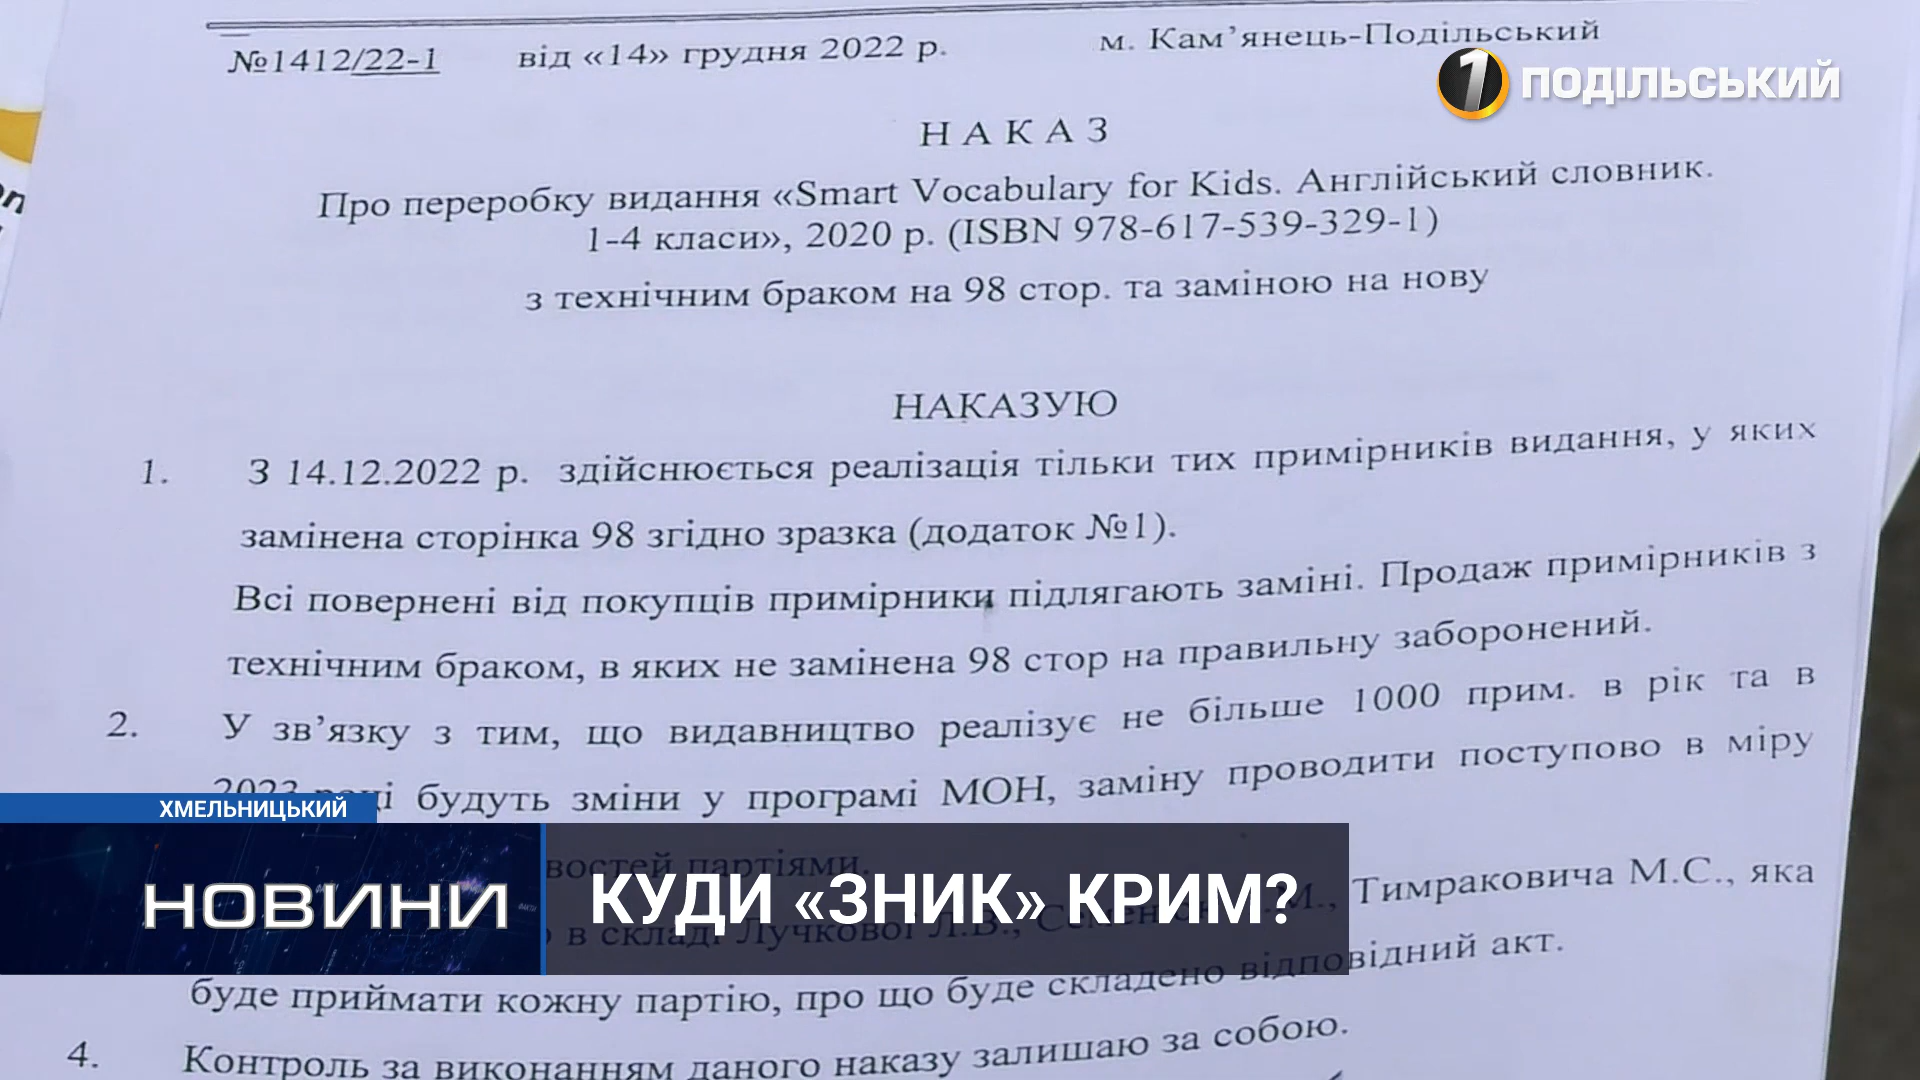 №1412/22-1 від «14» грудня 2022 р. м. Кам’янець-Подільський
1 ПОДІЛЬСЬКИЙ
НАКАЗ
Про переробку видання «Smart Vocabulary for Kids. Англійський словник.
1-4 класи», 2020 р. (ISBN 978-617-539-329-1)
з технічним браком на 98 стор. та заміною на нову
НАКАЗУЮ
1. З 14.12.2022 р. здійснюється реалізація тільки тих примірників видання, у яких
замінена сторінка 98 згідно зразка (додаток №1).
Всі повернені від покупців примірники підлягають заміні. Продаж примірників з
технічним браком, в яких не замінена 98 стор на правильну заборонений.
2. У зв’язку з тим, що видавництво реалізує не більше 1000 прим. в рік та в
2023 році будуть зміни у програмі МОН, заміну проводити поступово в міру
партіями.
в складі Лучкової Л.В., Тимраковича М.С., яка
буде приймати кожну партію, про що буде складено відповідний акт.
4. Контроль за виконанням даного наказу залишаю за собою.
ХМЕЛЬНИЦЬКИЙ
НОВИНИ
КУДИ «ЗНИК» КРИМ?